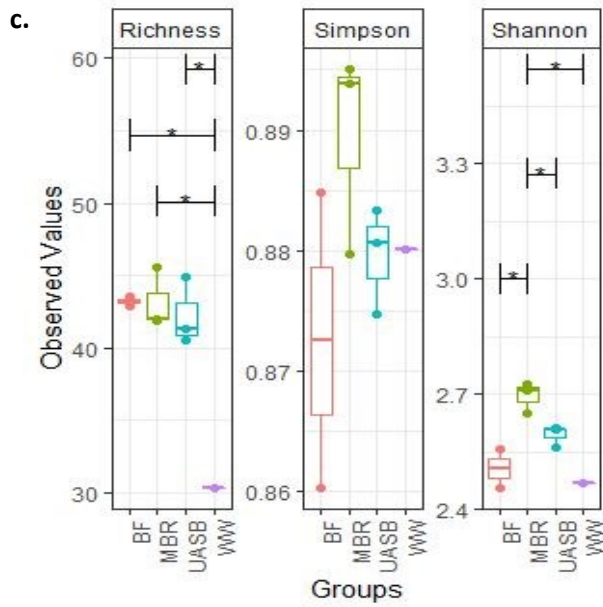 c.
Richness Simpson Shannon
60
50
40
30
0.89
0.88
0.87
0.86
3.3
3.0
2.7
2.4
* * * * * *
Observed Values
BF MBR UASB WW BF MBR UASB WW BF MBR UASB WW
Groups